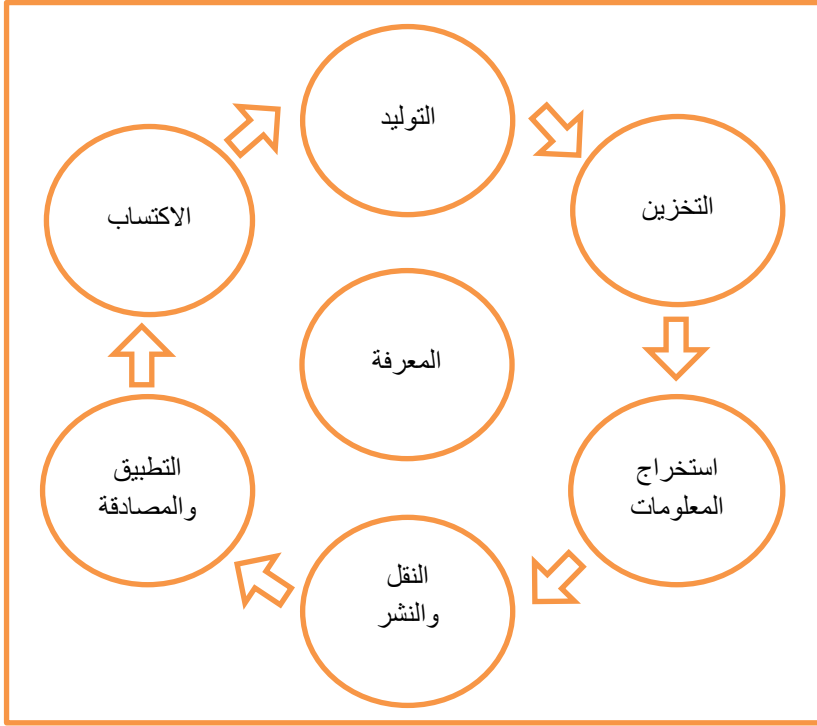 التوليد
التخزين
استخراج
المعلومات
النقل
والنشر
التطبيق
والمصادقة
الاكتساب
المعرفة